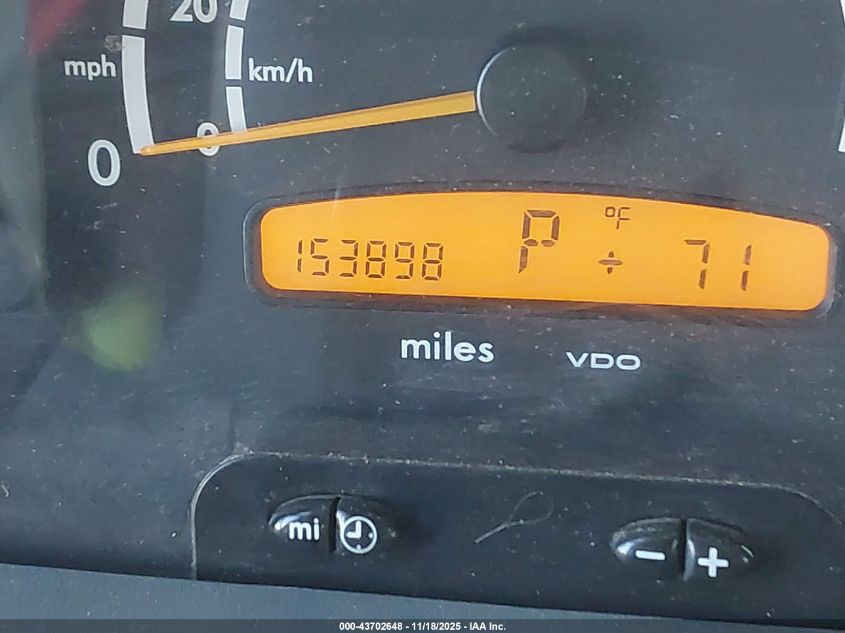 20
mph
km/h
0
0
°F
153898 P ÷ 71
miles
VDO
mi
− +
000-43702648 - 11/18/2025 - IAA Inc.